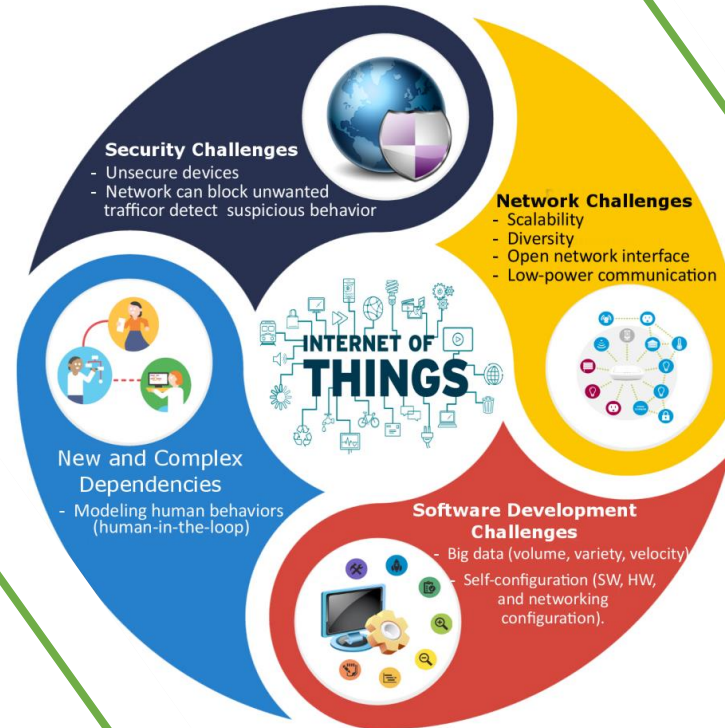 Security Challenges
- Unsecure devices
- Network can block unwanted
trafficor detect suspicious behavior
Network Challenges
- Scalability
- Diversity
- Open network interface
- Low-power communication
INTERNET OF
THINGS
New and Complex
Dependencies
- Modeling human behaviors
(human-in-the-loop)
Software Development
Challenges
- Big data (volume, variety, velocity)
- Self-configuration (SW, HW,
and networking
configuration).